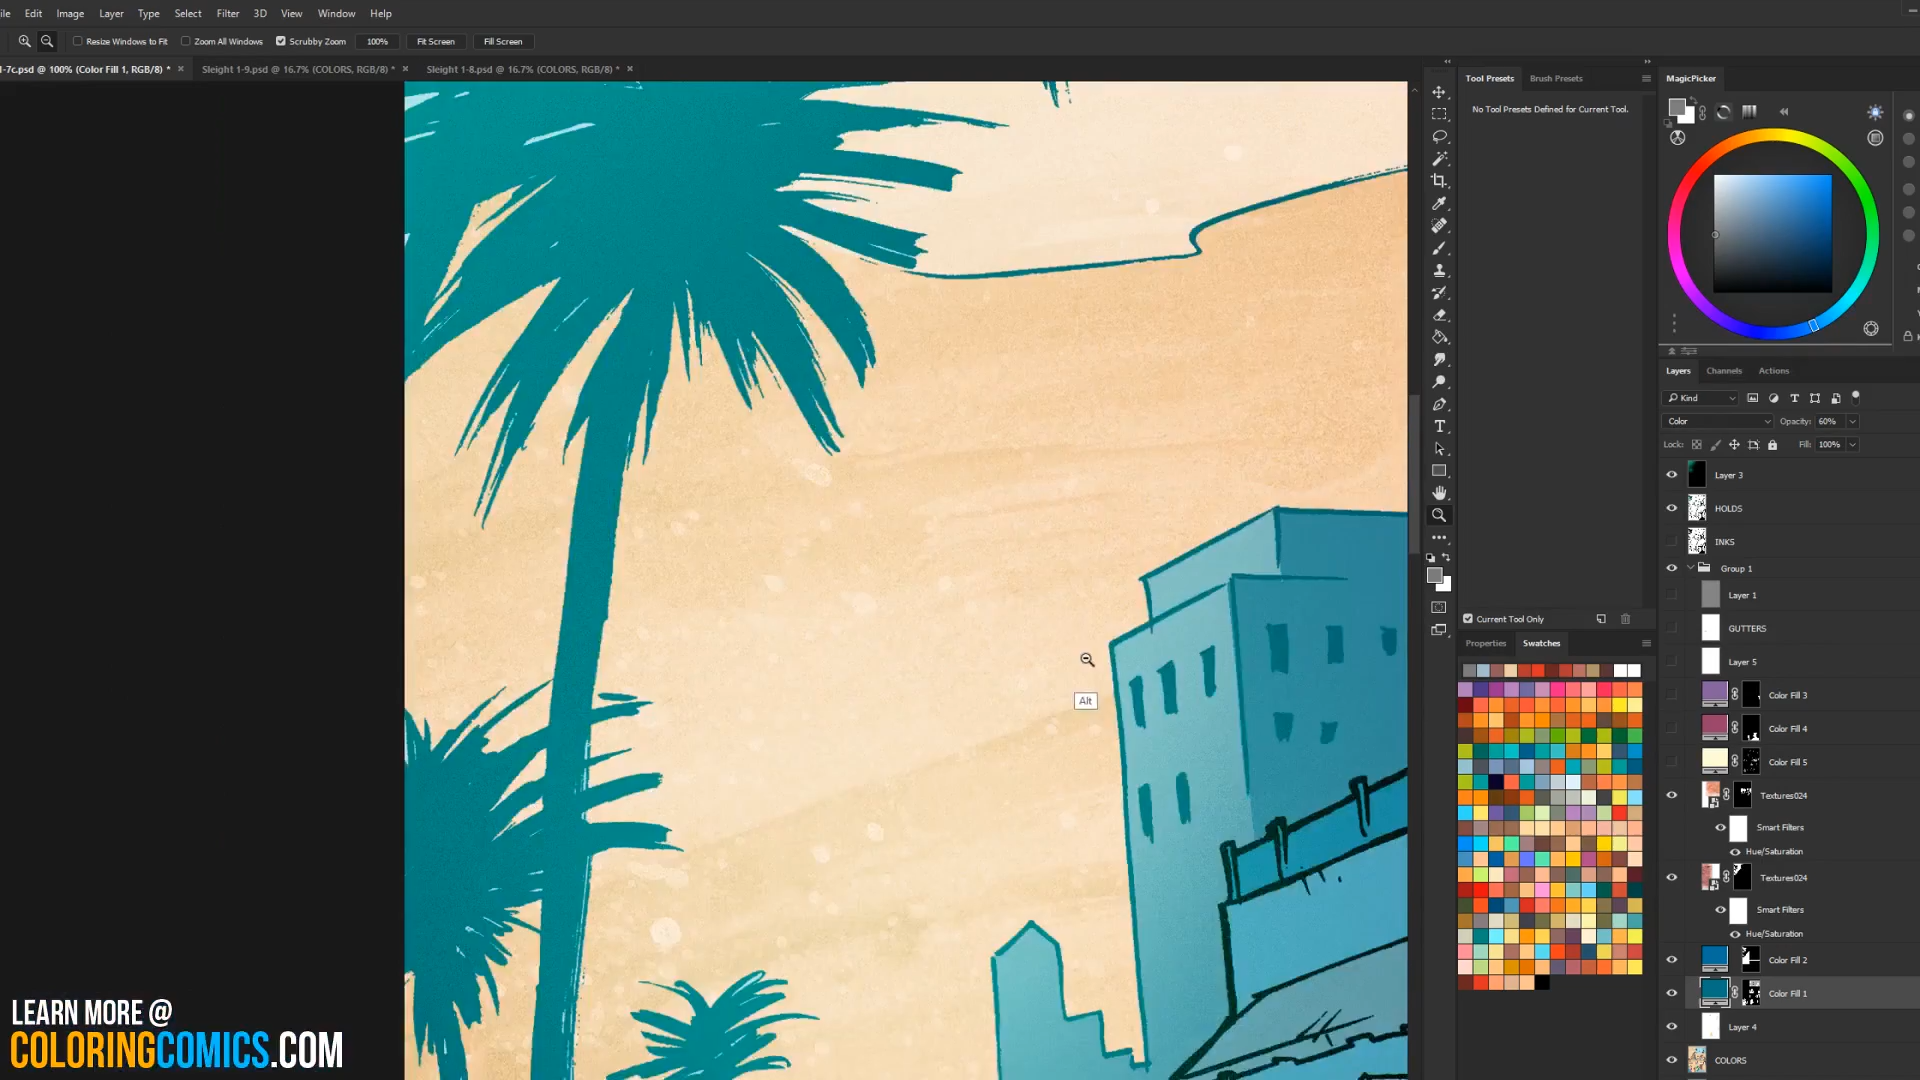 Edit Image Layer Type Select Filter 3D View Window Help
Resize Windows to Fit Zoom All Windows Scrubby Zoom 100% Fit Screen Fill Screen
1-7c.psd @ 100% (Color Fill 1, RGB/8) * × Sleight 1-9.psd @ 16.7% (COLORS, RGB/8) * × Sleight 1-8.psd @ 16.7% (COLORS, RGB/8) * ×
Tool Presets Brush Presets
No Tool Presets Defined for Current Tool.
MagicPicker
Layers Channels Actions
Kind
Color Opacity: 60%
Lock: Fill: 100%
Layer 3
HOLDS
INKS
Group 1
Layer 1
GUTTERS
Layer 5
Color Fill 3
Color Fill 4
Color Fill 5
Textures024
Smart Filters
Hue/Saturation
Textures024
Smart Filters
Hue/Saturation
Color Fill 2
Color Fill 1
Layer 4
COLORS
Current Tool Only
Properties Swatches
Alt
LEARN MORE @
COLORINGCOMICS.COM